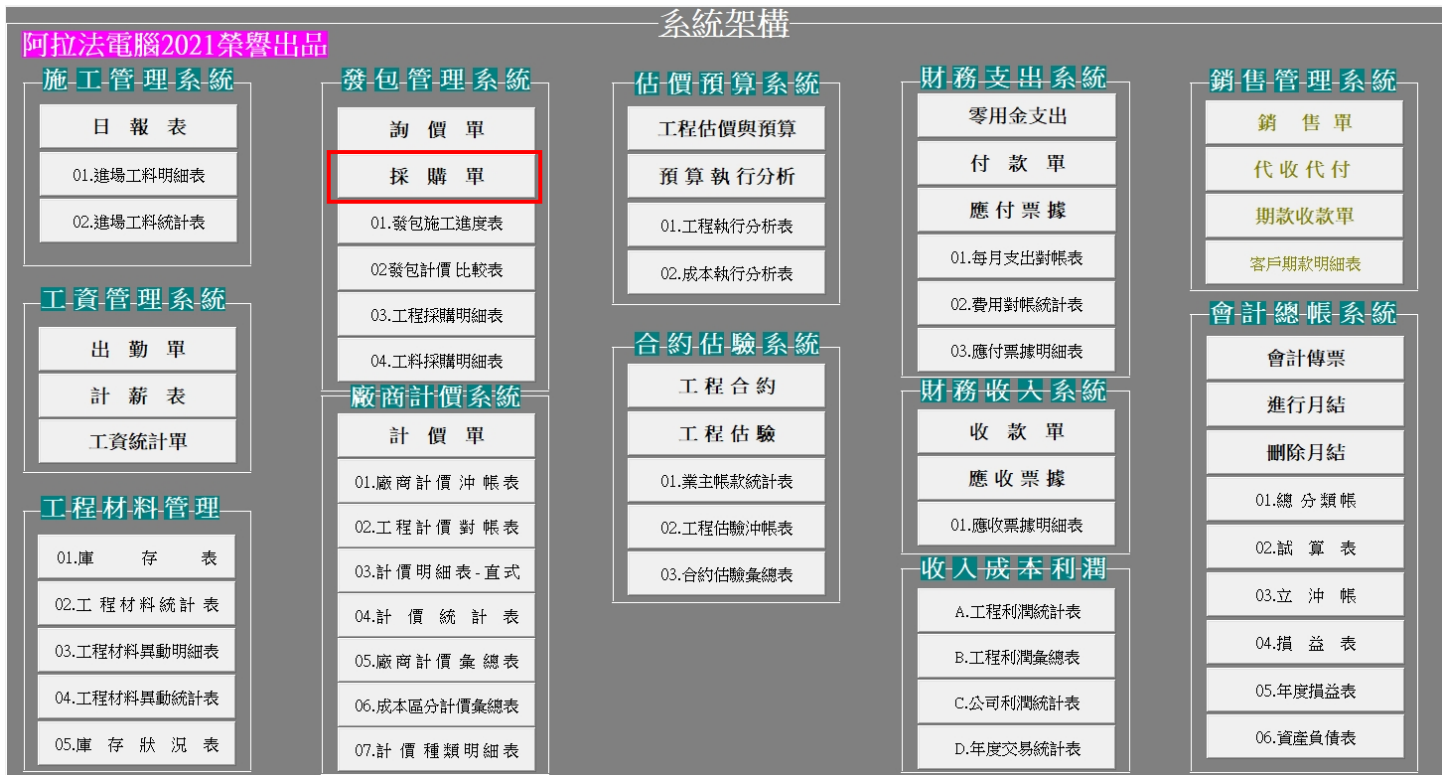 系統架構
阿拉法電腦2021榮譽出品
施工管理系統
日報表
01.進場工料明細表
02.進場工料統計表
工資管理系統
出勤單
計薪表
工資統計單
工程材料管理
01.庫存表
02.工程材料統計表
03.工程材料異動明細表
04.工程材料異動統計表
05.庫存狀況表
發包管理系統
詢價單
採購單
01.發包施工進度表
02發包計價比較表
03.工程採購明細表
04.工料採購明細表
廠商計價系統
計價單
01.廠商計價沖帳表
02.工程計價對帳表
03.計價明細表-直式
04.計價統計表
05.廠商計價彙總表
06.成本區分計價彙總表
07.計價種類明細表
估價預算系統
工程估價與預算
預算執行分析
01.工程執行分析表
02.成本執行分析表
合約估驗系統
工程合約
工程估驗
01.業主帳款統計表
02.工程估驗沖帳表
03.合約估驗彙總表
財務支出系統
零用金支出
付款單
應付票據
01.每月支出對帳表
02.費用對帳統計表
03.應付票據明細表
財務收入系統
收款單
應收票據
01.應收票據明細表
收入成本利潤
A.工程利潤統計表
B.工程利潤彙總表
C.公司利潤統計表
D.年度交易統計表
銷售管理系統
銷售單
代收代付
期款收款單
客戶期款明細表
會計總帳系統
會計傳票
進行月結
刪除月結
01.總分類帳
02.試算表
03.立沖帳
04.損益表
05.年度損益表
06.資產負債表